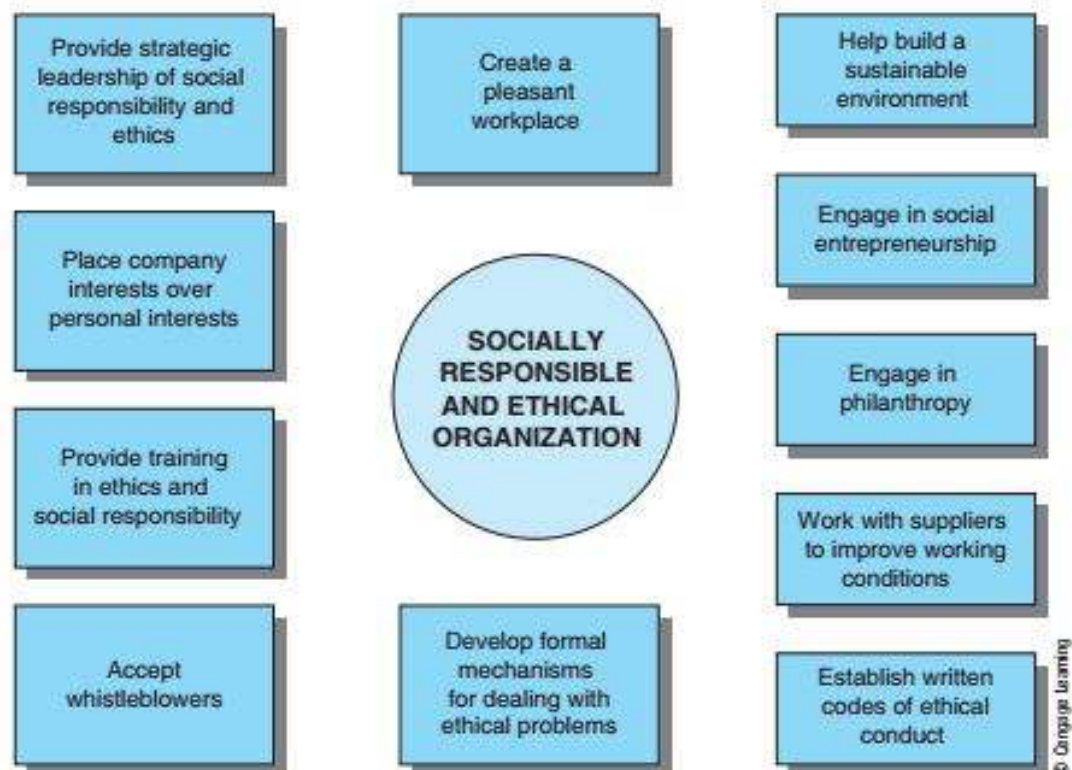 Provide strategic
leadership of social
responsibility and
ethics
Create a
pleasant
workplace
Help build a
sustainable
environment
Engage in social
entrepreneurship
Place company
interests over
personal interests
SOCIALLY
RESPONSIBLE
AND ETHICAL
ORGANIZATION
Engage in
philanthropy
Provide training
in ethics and
social responsibility
Work with suppliers
to improve working
conditions
Accept
whistleblowers
Develop formal
mechanisms
for dealing with
ethical problems
Establish written
codes of ethical
conduct
© Cengage Learning